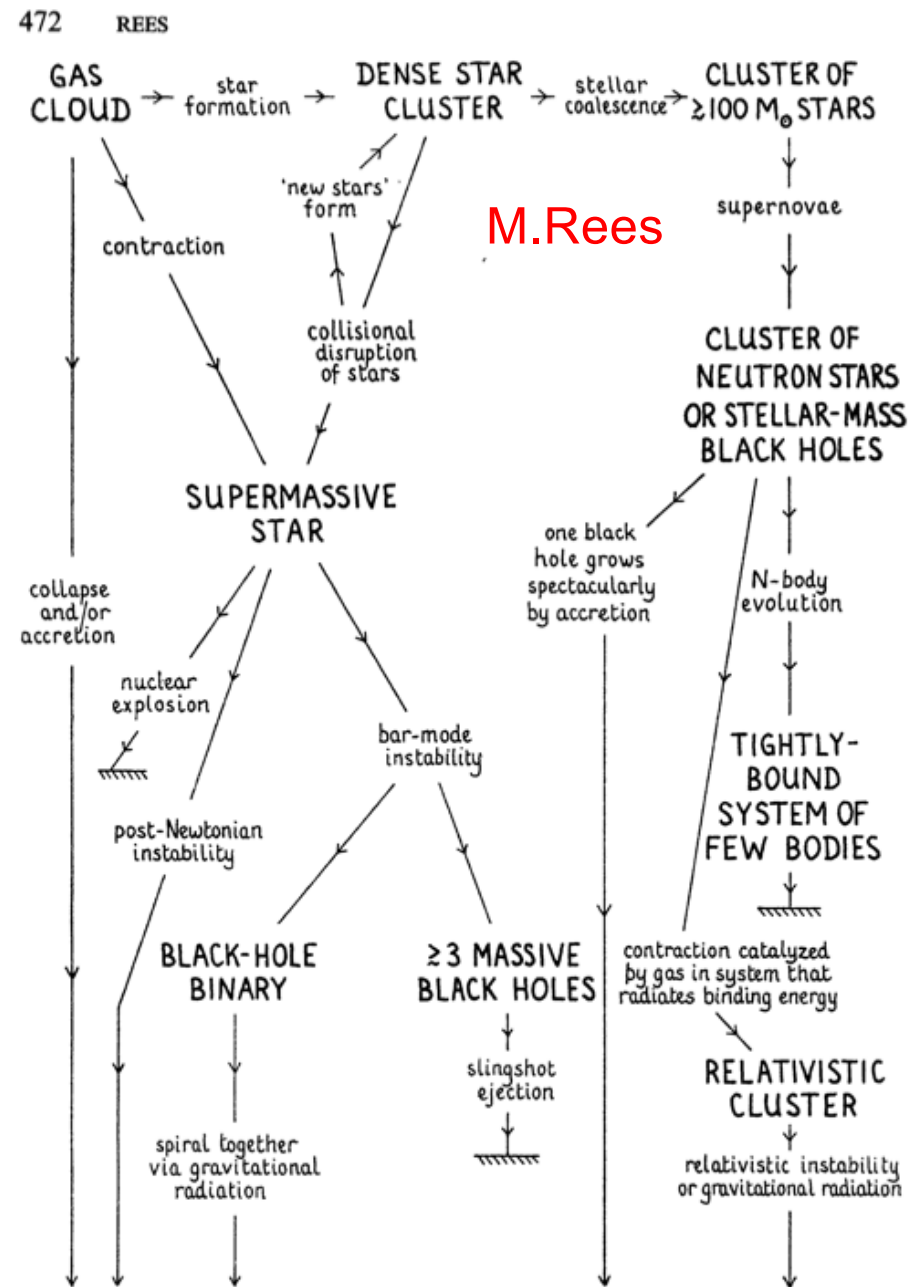 472 REES
GAS
CLOUD
star
formation
DENSE STAR
CLUSTER
stellar
coalescence
CLUSTER OF
≳100 M⊙ STARS
'new stars'
form
M.Rees
supernovae
contraction
collisional
disruption
of stars
CLUSTER OF
NEUTRON STARS
OR STELLAR-MASS
BLACK HOLES
SUPERMASSIVE
STAR
one black
hole grows
spectacularly
by accretion
N-body
evolution
collapse
and/or
accretion
nuclear
explosion
bar-mode
instability
TIGHTLY-
BOUND
SYSTEM OF
FEW BODIES
post-Newtonian
instability
BLACK-HOLE
BINARY
≥3 MASSIVE
BLACK HOLES
contraction catalyzed
by gas in system that
radiates binding energy
slingshot
ejection
RELATIVISTIC
CLUSTER
spiral together
via gravitational
radiation
relativistic instability
or gravitational radiation